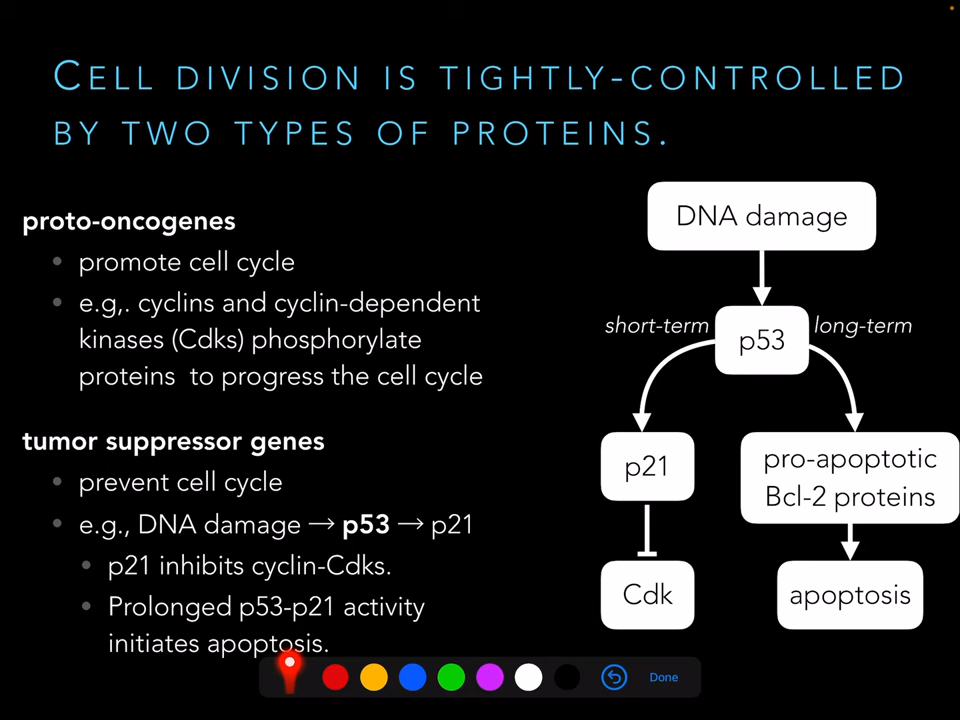 CELL DIVISION IS TIGHTLY-CONTROLLED
BY TWO TYPES OF PROTEINS.
proto-oncogenes
• promote cell cycle
• e.g,. cyclins and cyclin-dependent
kinases (Cdks) phosphorylate
proteins to progress the cell cycle
tumor suppressor genes
• prevent cell cycle
• e.g., DNA damage → p53 → p21
• p21 inhibits cyclin-Cdks.
• Prolonged p53-p21 activity
initiates apoptosis.
DNA damage
short-term
p53
long-term
p21
pro-apoptotic
Bcl-2 proteins
Cdk
apoptosis
Done